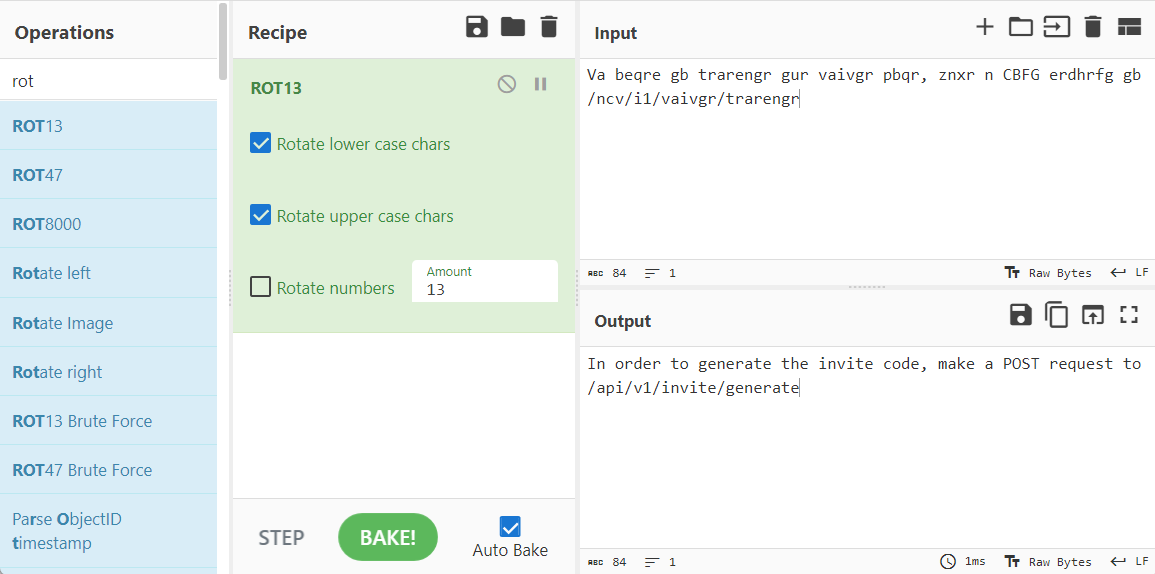 Operations
rot
ROT13
ROT47
ROT8000
Rotate left
Rotate Image
Rotate right
ROT13 Brute Force
ROT47 Brute Force
Parse ObjectID
timestamp
Recipe
ROT13
Rotate lower case chars
Rotate upper case chars
Rotate numbers
Amount
13
STEP
BAKE!
Auto Bake
Input
Va beqre gb trarengr gur vaivgr pbqr, znxr n CBFG erdhrfg gb
/ncv/i1/vaivgr/trarengr
ABC 84 1 Tт Raw Bytes LF
Output
In order to generate the invite code, make a POST request to
/api/v1/invite/generate
ABC 84 1 1ms Tт Raw Bytes LF